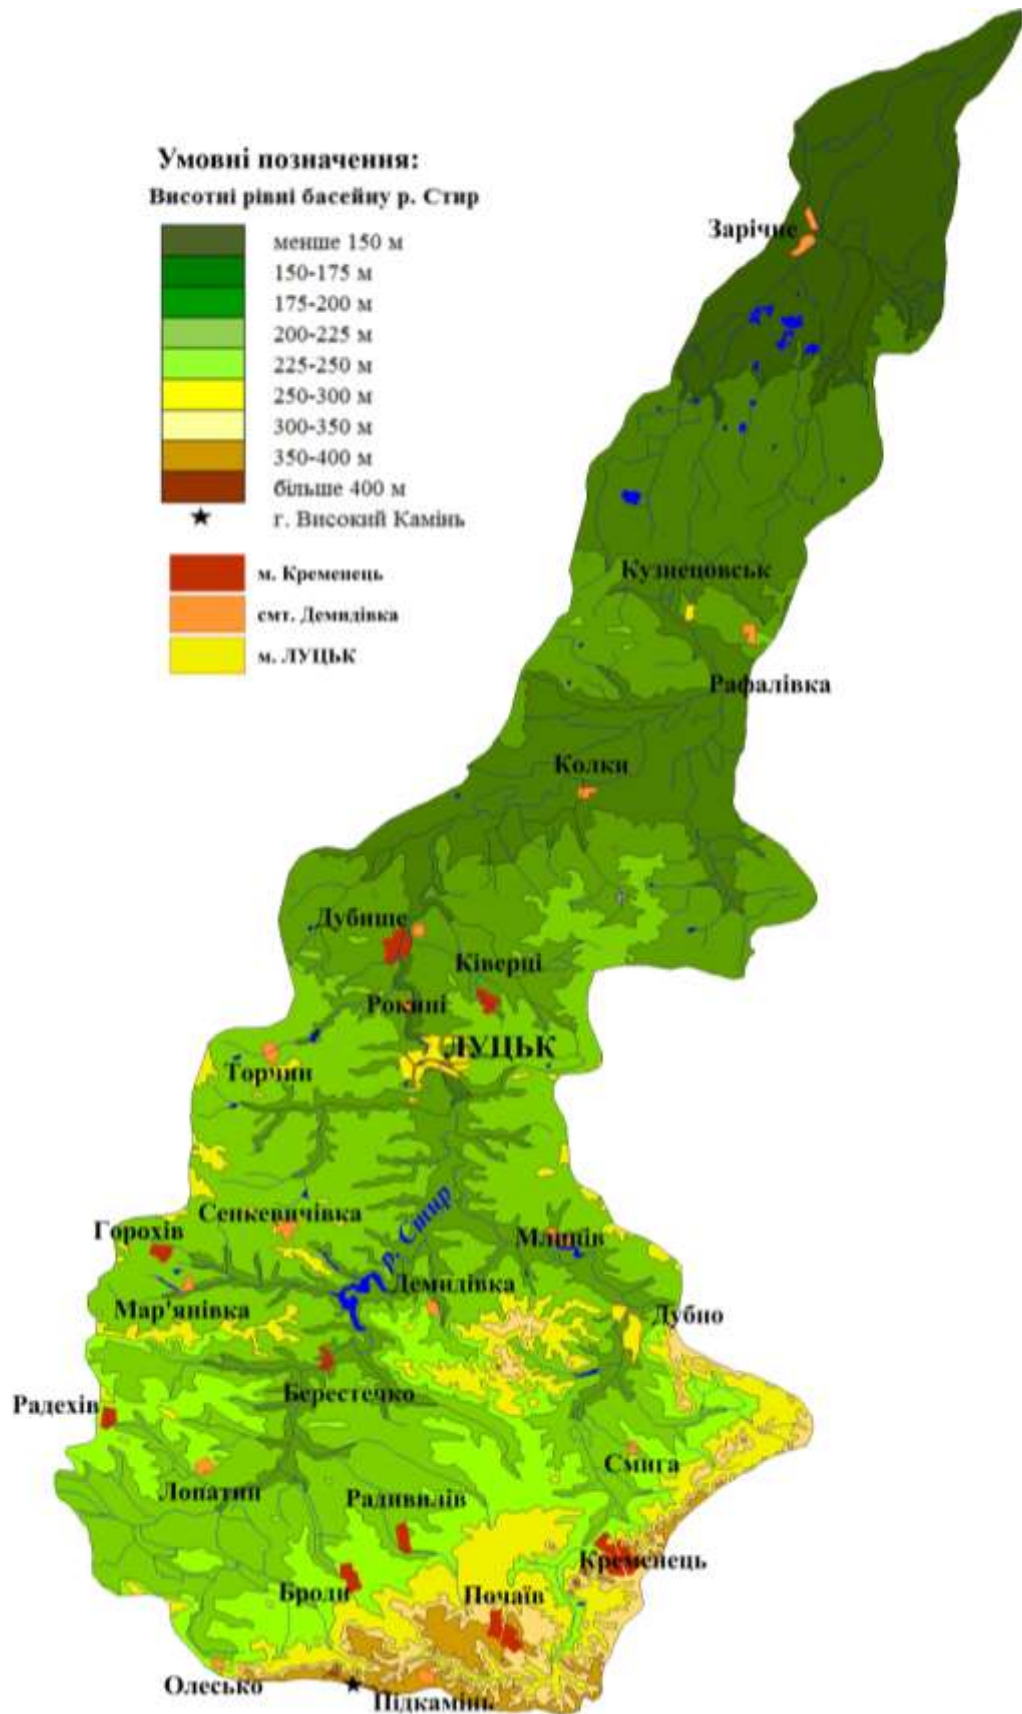 Умовні позначення:
Висотні рівні басейну р. Стир
менше 150 м
150-175 м
175-200 м
200-225 м
225-250 м
250-300 м
300-350 м
350-400 м
більше 400 м
г. Високий Камінь
м. Кременець
смт. Демидівка
м. ЛУЦЬК
Зарічне
Кузнецовськ
Рафалівка
Колки
Дубище
Ківерці
Рокині
ЛУЦЬК
Торчин
р. Стир
Сенкевичівка
Горохів
Млинів
Демидівка
Мар'янівка
Дубно
Берестечко
Радехів
Смига
Лопатин
Радивилів
Кременець
Броди
Почаїв
Олесько
Підкамінь